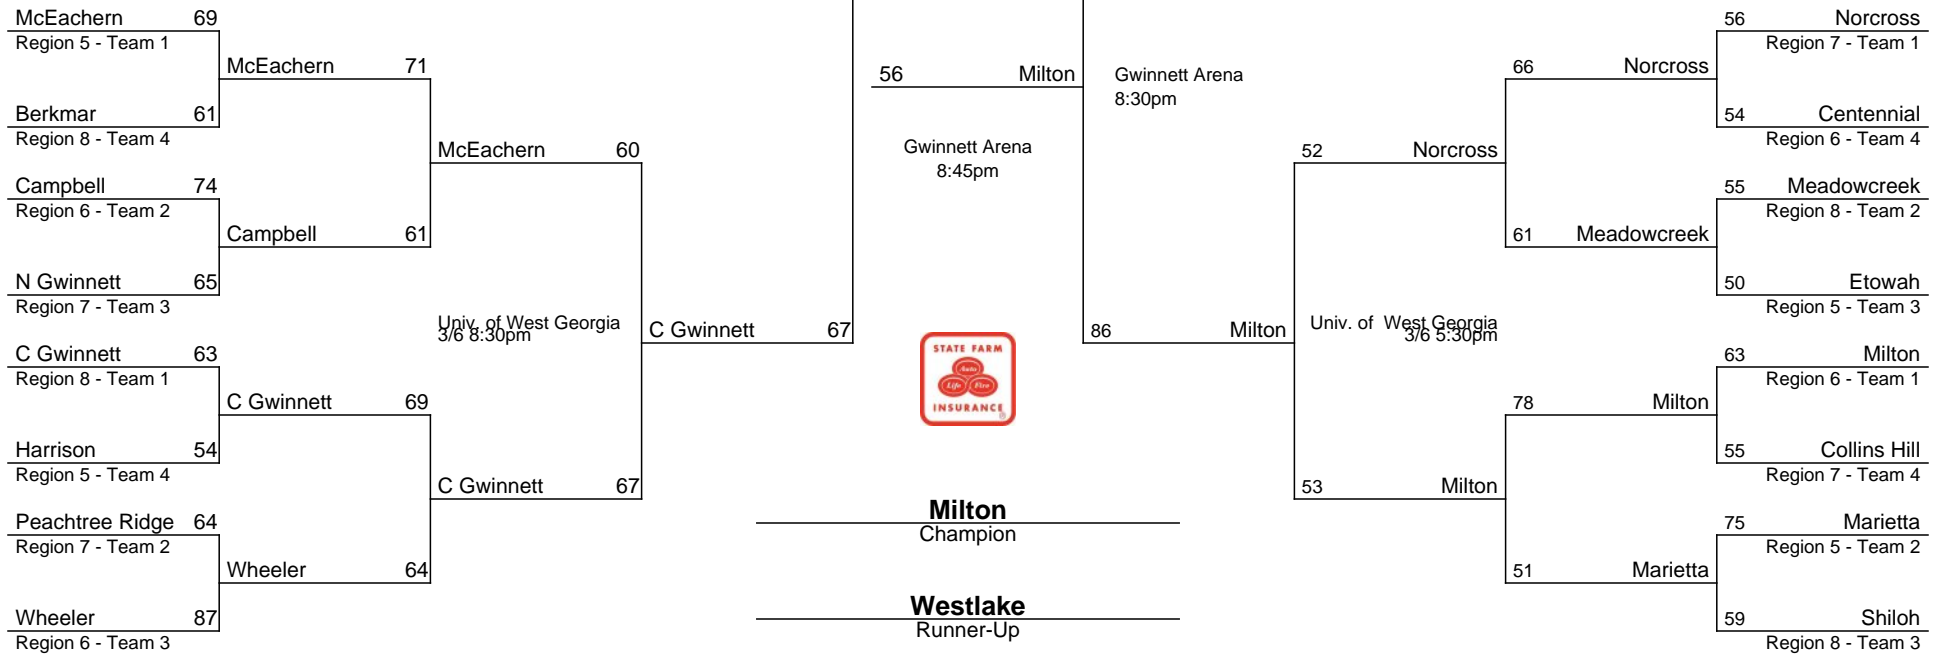 McEachern 69
Region 5 - Team 1
McEachern 71
Berkmar 61
Region 8 - Team 4
McEachern 60
Campbell 74
Region 6 - Team 2
Campbell 61
N Gwinnett 65
Region 7 - Team 3
Univ. of West Georgia
3/6 8:30pm
C Gwinnett 67
C Gwinnett 63
Region 8 - Team 1
C Gwinnett 69
Harrison 54
Region 5 - Team 4
C Gwinnett 67
Peachtree Ridge 64
Region 7 - Team 2
Wheeler 64
Wheeler 87
Region 6 - Team 3
56 Milton
Gwinnett Arena
8:45pm
Gwinnett Arena
8:30pm
STATE FARM
Auto
Life Fire
INSURANCE
®
Milton
Champion
Westlake
Runner-Up
56 Norcross
Region 7 - Team 1
66 Norcross
54 Centennial
Region 6 - Team 4
52 Norcross
55 Meadowcreek
Region 8 - Team 2
61 Meadowcreek
50 Etowah
Region 5 - Team 3
86 Milton
Univ. of West Georgia
3/6 5:30pm
63 Milton
Region 6 - Team 1
78 Milton
55 Collins Hill
Region 7 - Team 4
53 Milton
75 Marietta
Region 5 - Team 2
51 Marietta
59 Shiloh
Region 8 - Team 3